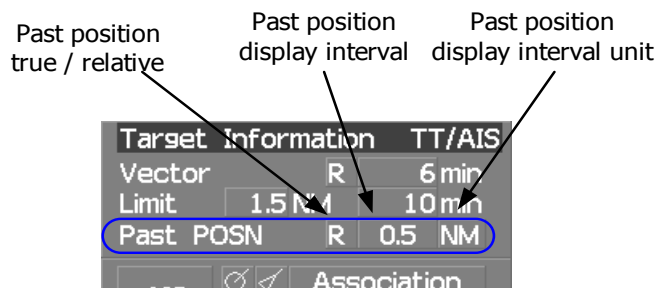 Past position
true / relative
Past position
display interval
Past position
display interval unit
Target Information TT/AIS
Vector R 6 min
Limit 1.5 NM 10 min
Past POSN R 0.5 NM
Association